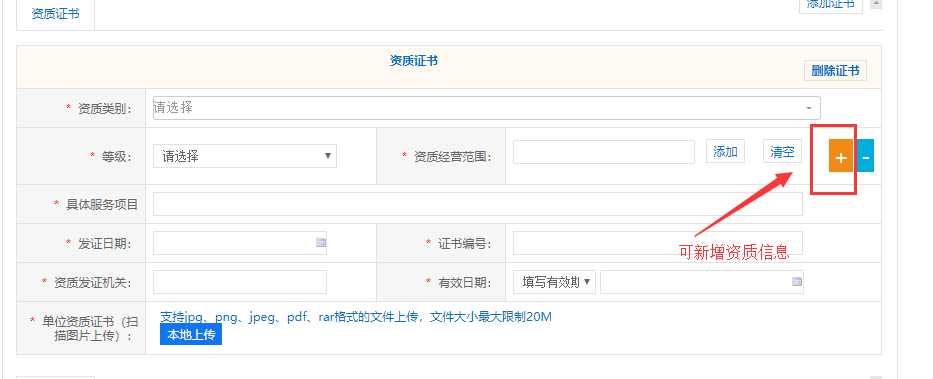 添加证书
资质证书
资质证书
删除证书
* 资质类别: 请选择
* 等级: 请选择 * 资质经营范围: 添加 清空 + -
* 具体服务项目
* 发证日期: * 证书编号:
可新增资质信息
* 资质发证机关: * 有效日期: 填写有效期
* 单位资质证书（扫
描图片上传）:
支持jpg、png、jpeg、pdf、rar格式的文件上传，文件大小最大限制20M
本地上传